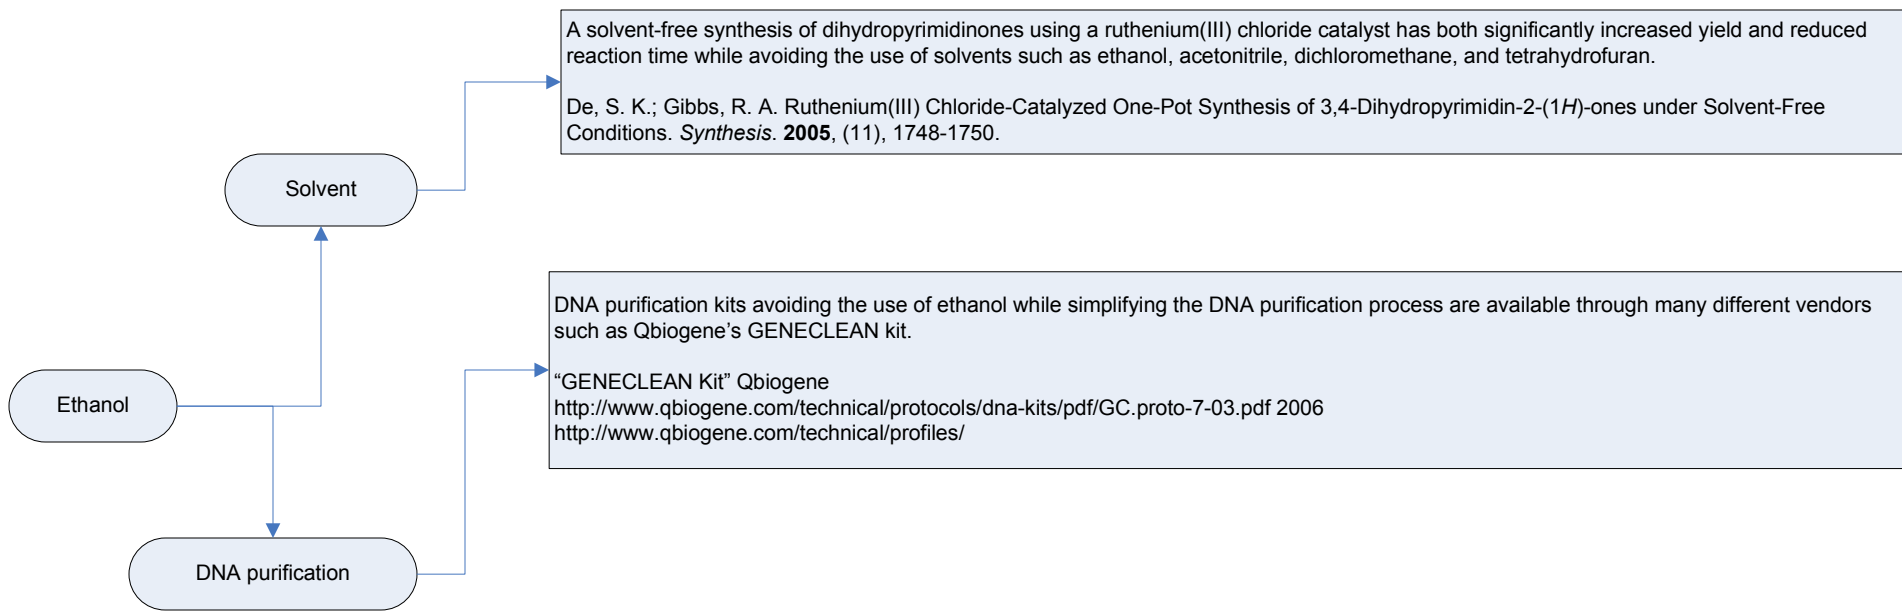 A solvent-free synthesis of dihydropyrimidinones using a ruthenium(III) chloride catalyst has both significantly increased yield and reduced
reaction time while avoiding the use of solvents such as ethanol, acetonitrile, dichloromethane, and tetrahydrofuran.
De, S. K.; Gibbs, R. A. Ruthenium(III) Chloride-Catalyzed One-Pot Synthesis of 3,4-Dihydropyrimidin-2-(1H)-ones under Solvent-Free
Conditions. Synthesis. 2005, (11), 1748-1750.
Solvent
DNA purification kits avoiding the use of ethanol while simplifying the DNA purification process are available through many different vendors
such as Qbiogene’s GENECLEAN kit.
“GENECLEAN Kit” Qbiogene
http://www.qbiogene.com/technical/protocols/dna-kits/pdf/GC.proto-7-03.pdf 2006
http://www.qbiogene.com/technical/profiles/
Ethanol
DNA purification